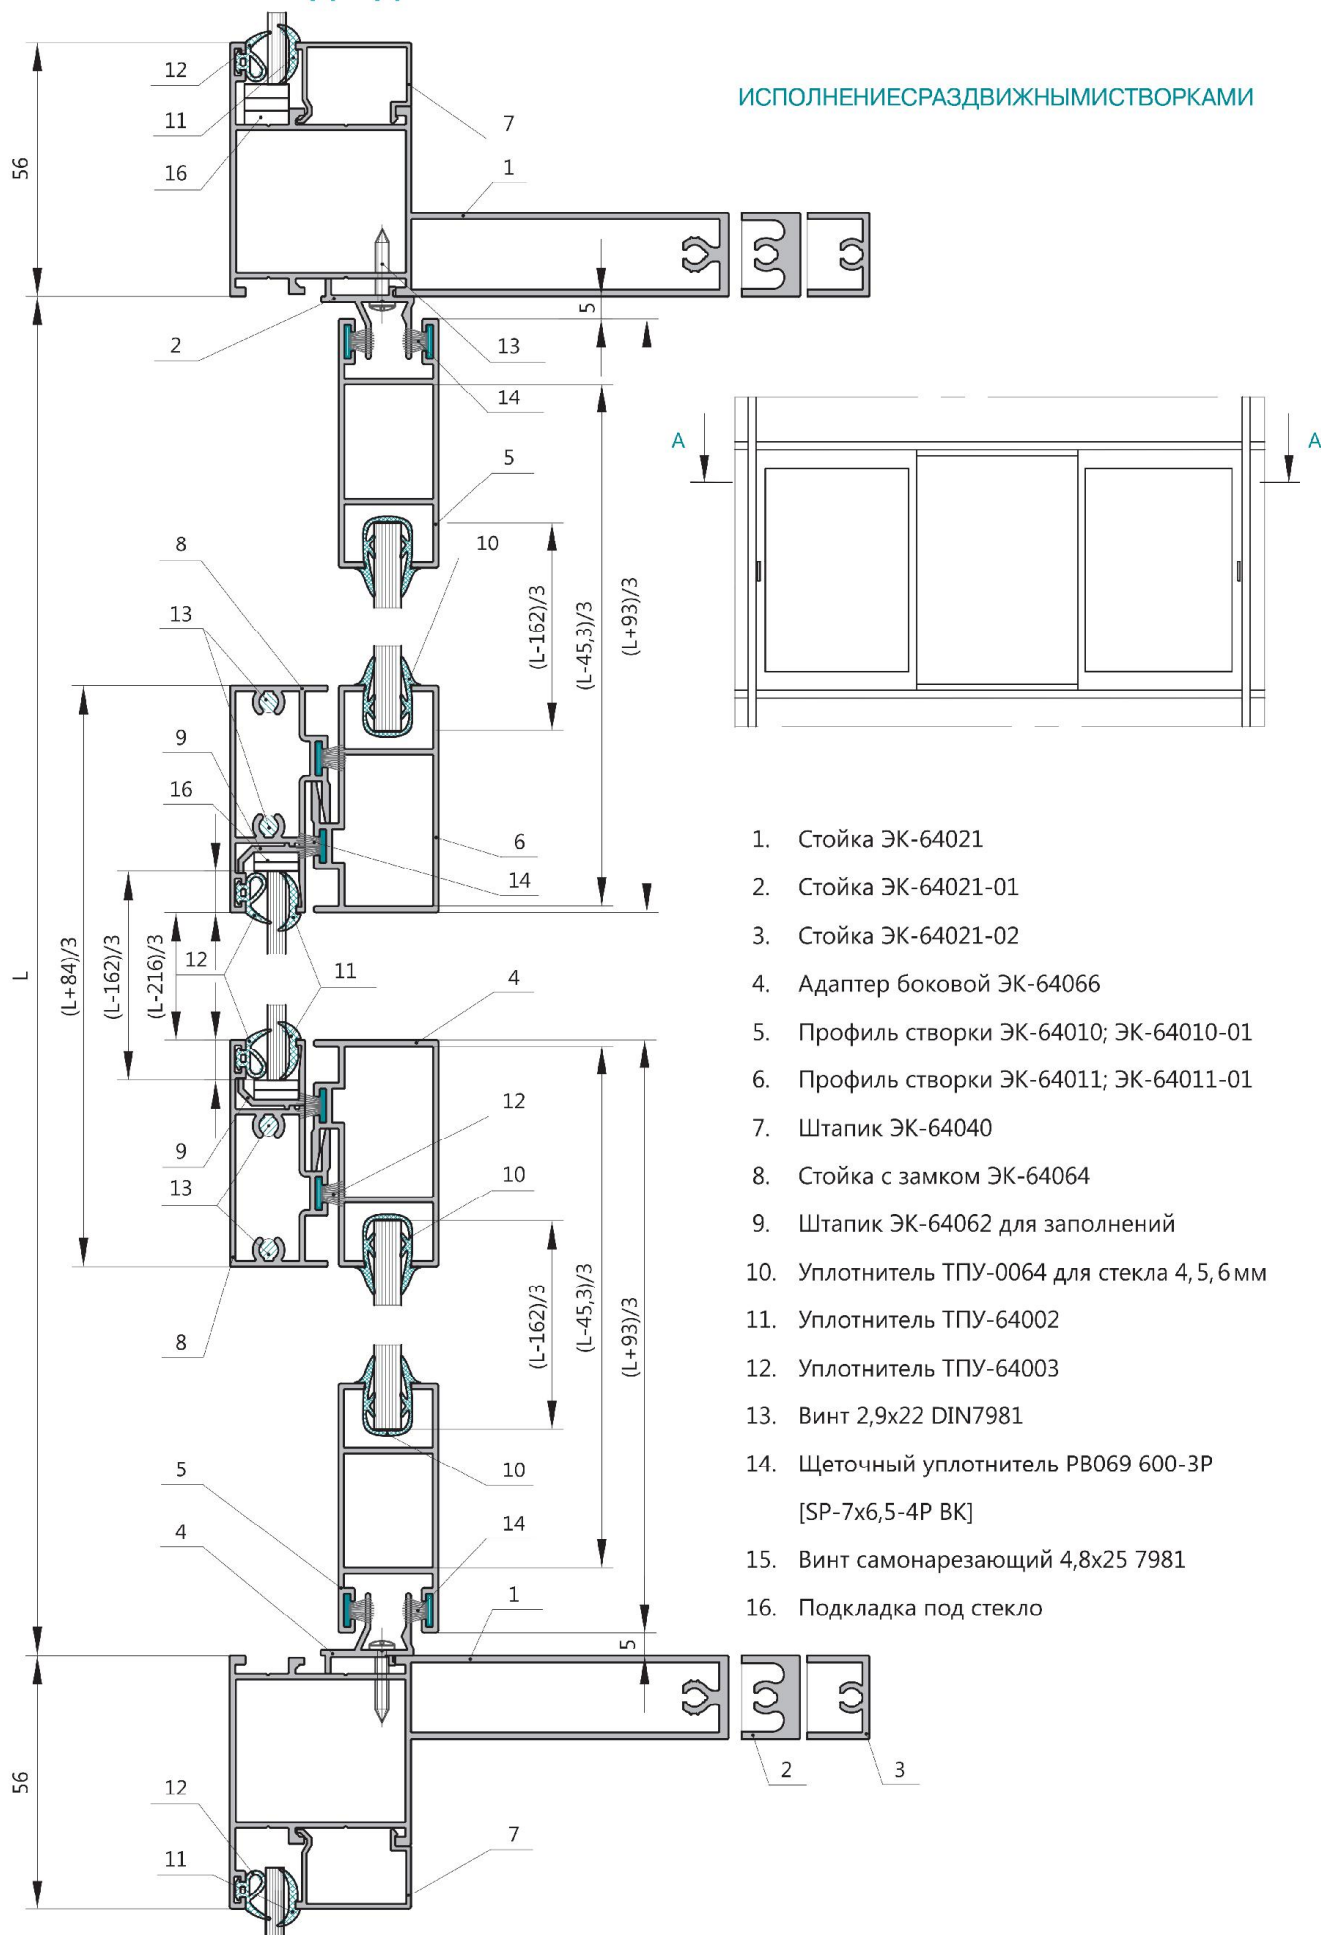 ИСПОЛНЕНИЕСРАЗДВИЖНЫМИСТВОРКАМИ
12
11
16
7
1
56
5
2
13
14
A
A
5
8
10
13
(L-162)/3
(L-45,3)/3
(L+93)/3
9
16
6
14
12
11
(L+84)/3
(L-162)/3
(L-216)/3
L
4
12
9
10
13
8
(L-162)/3
(L-45,3)/3
(L+93)/3
5
10
4
14
1
5
2
3
56
12
7
11
1. Стойка ЭК-64021
2. Стойка ЭК-64021-01
3. Стойка ЭК-64021-02
4. Адаптер боковой ЭК-64066
5. Профиль створки ЭК-64010; ЭК-64010-01
6. Профиль створки ЭК-64011; ЭК-64011-01
7. Штапик ЭК-64040
8. Стойка с замком ЭК-64064
9. Штапик ЭК-64062 для заполнений
10. Уплотнитель ТПУ-0064 для стекла 4, 5, 6 мм
11. Уплотнитель ТПУ-64002
12. Уплотнитель ТПУ-64003
13. Винт 2,9х22 DIN7981
14. Щеточный уплотнитель РВ069 600-3Р
[SP-7х6,5-4Р ВК]
15. Винт самонарезающий 4,8х25 7981
16. Подкладка под стекло